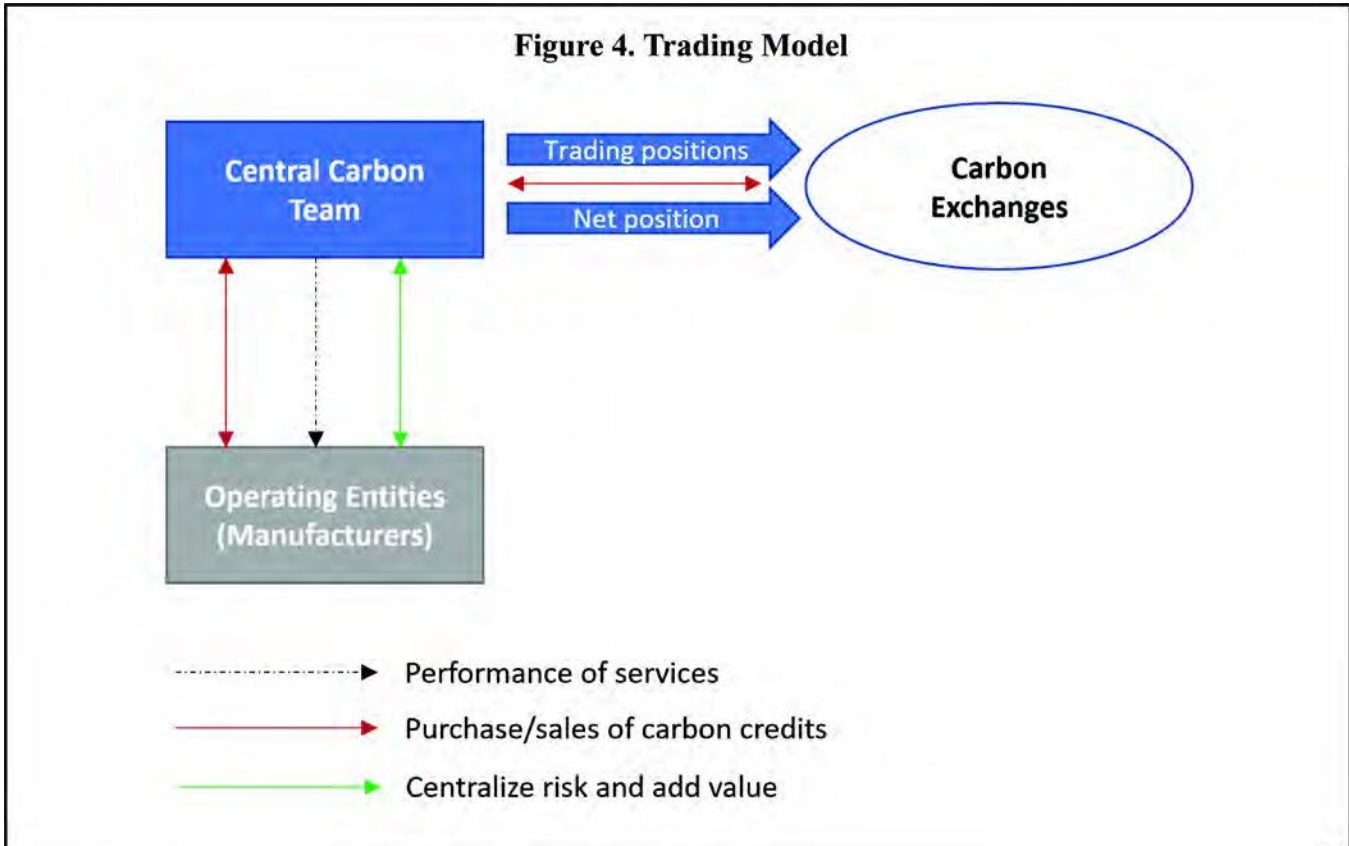 Figure 4. Trading Model
Central Carbon
Team
Trading positions
Net position
Carbon
Exchanges
Operating Entities
(Manufacturers)
Performance of services
Purchase/sales of carbon credits
Centralize risk and add value